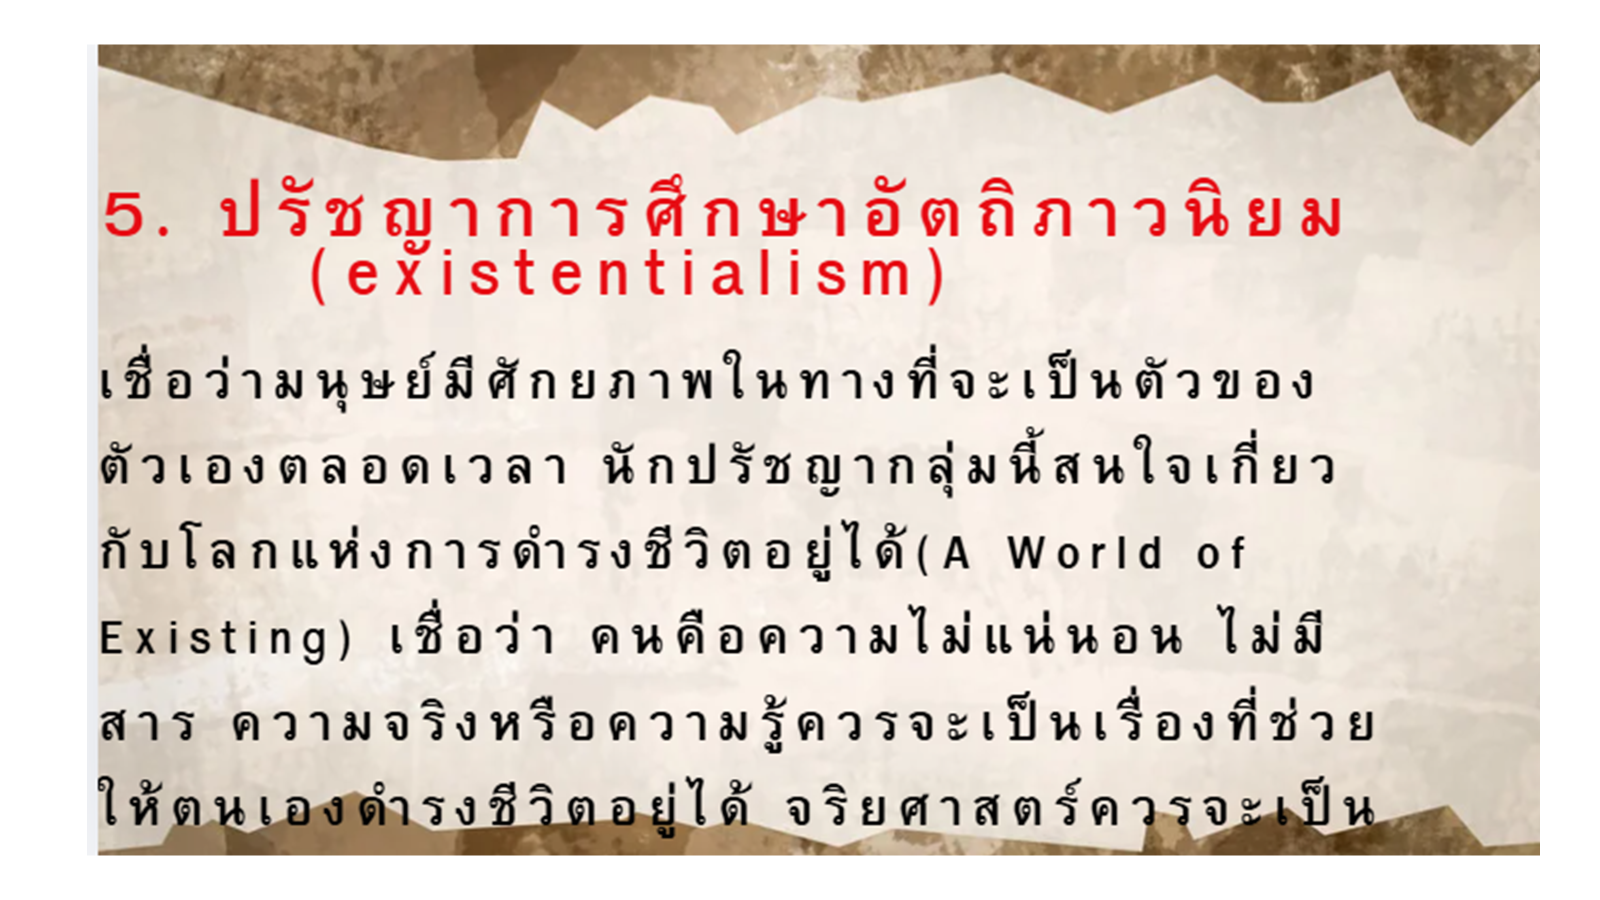 5. ปรัชญาการศึกษาอัตถิภาวนิยม
(existentialism)
เชื่อว่ามนุษย์มีศักยภาพในทางที่จะเป็นตัวของ
ตัวเองตลอดเวลา นักปรัชญากลุ่มนี้สนใจเกี่ยว
กับโลกแห่งการดำรงชีวิตอยู่ได้(A World of
Existing) เชื่อว่า คนคือความไม่แน่นอน ไม่มี
สาร ความจริงหรือความรู้ควรจะเป็นเรื่องที่ช่วย
ให้ตนเองดำรงชีวิตอยู่ได้ จริยศาสตร์ควรจะเป็น